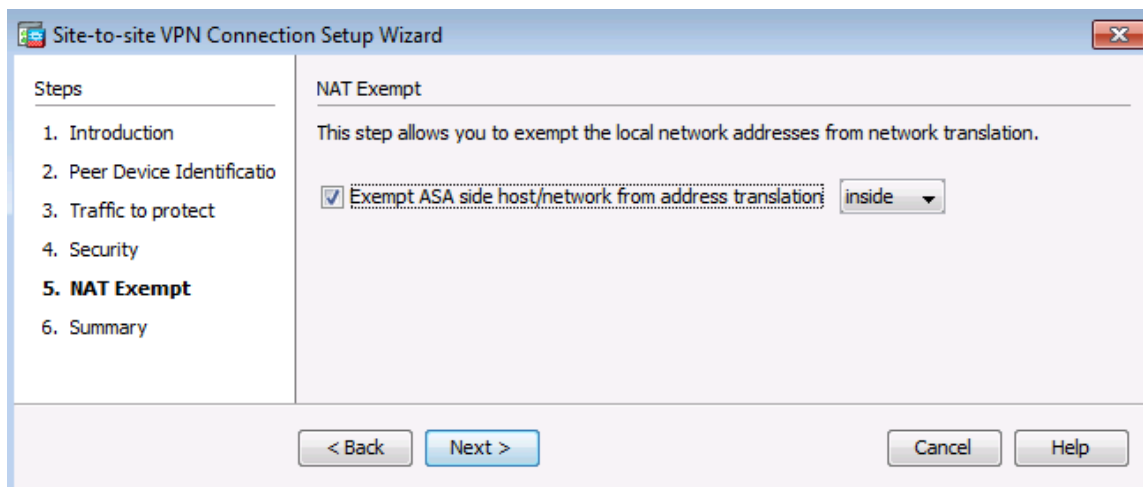 Site-to-site VPN Connection Setup Wizard
Steps
1. Introduction
2. Peer Device Identificatio
3. Traffic to protect
4. Security
5. NAT Exempt
6. Summary
NAT Exempt
This step allows you to exempt the local network addresses from network translation.
Exempt ASA side host/network from address translation inside
< Back Next > Cancel Help